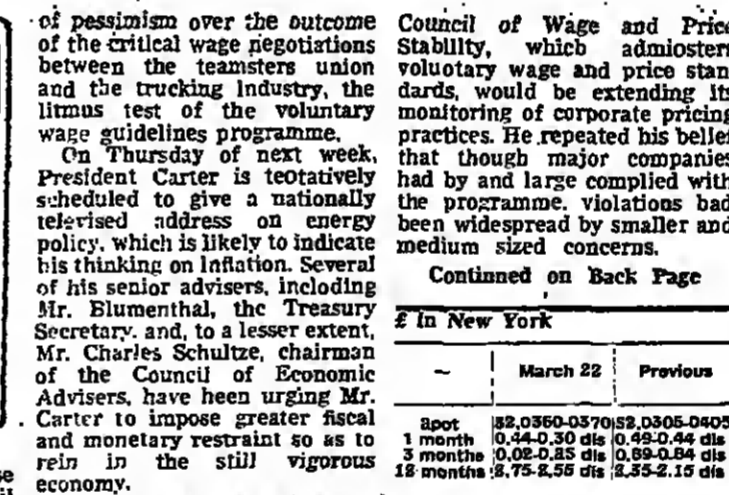 of pessimism over the outcome
of the critical wage negotiations
between the teamsters union
and the trucking Industry, the
litmus test of the voluntary
wage guidelines programme.
On Thursday of next week,
President Carter is teotatively
scheduled to give a nationally
televised address on energy
policy, which is likely to indicate
his thinking on Inflation. Several
of his senior advisers, including
Mr. Blumenthal, the Treasury
Secretary. and, to a lesser extent,
Mr. Charles Schultze, chairman
of the Council of Economic
Advisers, have heen urging Mr.
Carter to impose greater fiscal
and monetary restraint so as to
rein in the still vigorous
economy.
Council of Wage and Price
Stability, which admiosters
voluotary wage and price stan-
dards, would be extending its
monitoring of corporate pricing
practices. He repeated his belief
that though major companies
had by and large complied with
the programme. violations bad
been widespread by smaller and
medium sized concerns.
Continned on Back Page
£ in New York
~ March 22 Previous
spot $2.0360-0370 $2.0305-0405
1 month 0.44-0.30 dis 0.49-0.44 dis
3 months 0.02-0.25 dis 0.89-0.84 dis
12 months 2.75-2.55 dis 2.35-2.15 dis